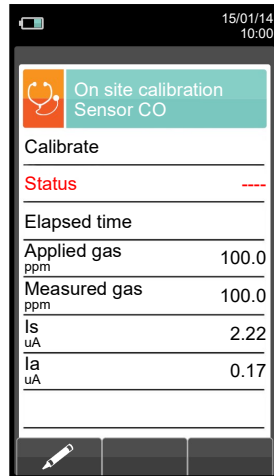 15/01/14
10:00
On site calibration
Sensor CO
Calibrate
Status ----
Elapsed time
Applied gas 100.0
ppm
Measured gas 100.0
ppm
Is 2.22
uA
Ia 0.17
uA